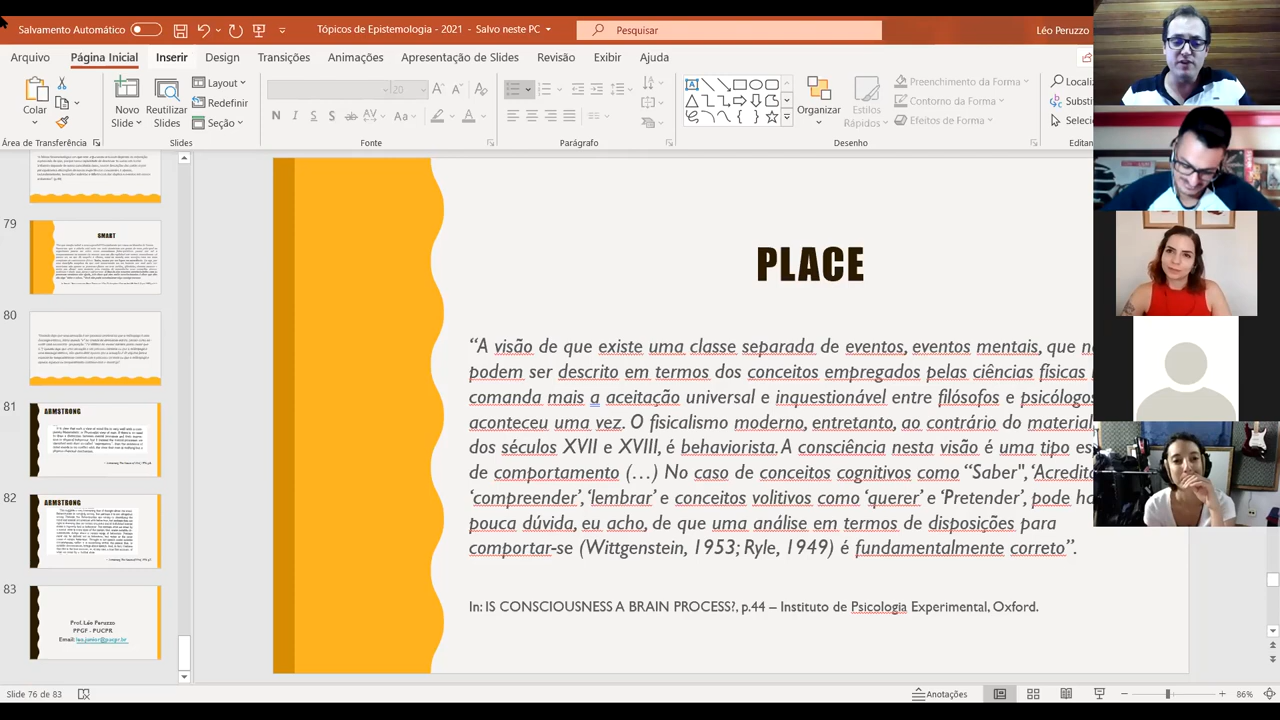 Salvamento Automático
Tópicos de Epistemologia - 2021 - Salvo neste PC
Pesquisar
Léo Peruzzo
Arquivo
Página Inicial
Inserir
Design
Transições
Animações
Apresentação de Slides
Revisão
Exibir
Ajuda
Colar
Novo
Slide
Reutilizar
Slides
Layout
Redefinir
Seção
20
N I S S AV Aa A
Organizar
Estilos
Rápidos
Preenchimento da Forma
Contorno da Forma
Efeitos de Forma
Área de Transferência
Slides
Fonte
Parágrafo
Desenho
79
SMART
80
81
ARMSTRONG
82
ARMSTRONG
83
Prof. Léo Peruzzo
PPGF - PUCPR
Email: leo.junior@pucpr.br
PLACE
“A visão de que existe uma classe separada de eventos, eventos mentais, que
podem ser descrito em termos dos conceitos empregados pelas ciências físicas
comanda mais a aceitação universal e inquestionável entre filósofos e psicólogos
aconteceu uma vez. O fisicalismo moderno, entretanto, ao contrário do
dos séculos XVII e XVIII, é behaviorista. A consciência nesta visão é uma tipo
de comportamento (…) No caso de conceitos cognitivos como “Saber", ‘
‘compreender’, ‘lembrar’ e conceitos volitivos como ‘querer’ e ‘Pretender’, pode
pouca dúvida, eu acho, de que uma análise em termos de disposições para
comportar-se (Wittgenstein, 1953; Ryle, 1949) é fundamentalmente correto”.
In: IS CONSCIOUSNESS A BRAIN PROCESS?, p.44 – Instituto de Psicologia Experimental, Oxford.
Slide 76 de 83
Anotações
86%